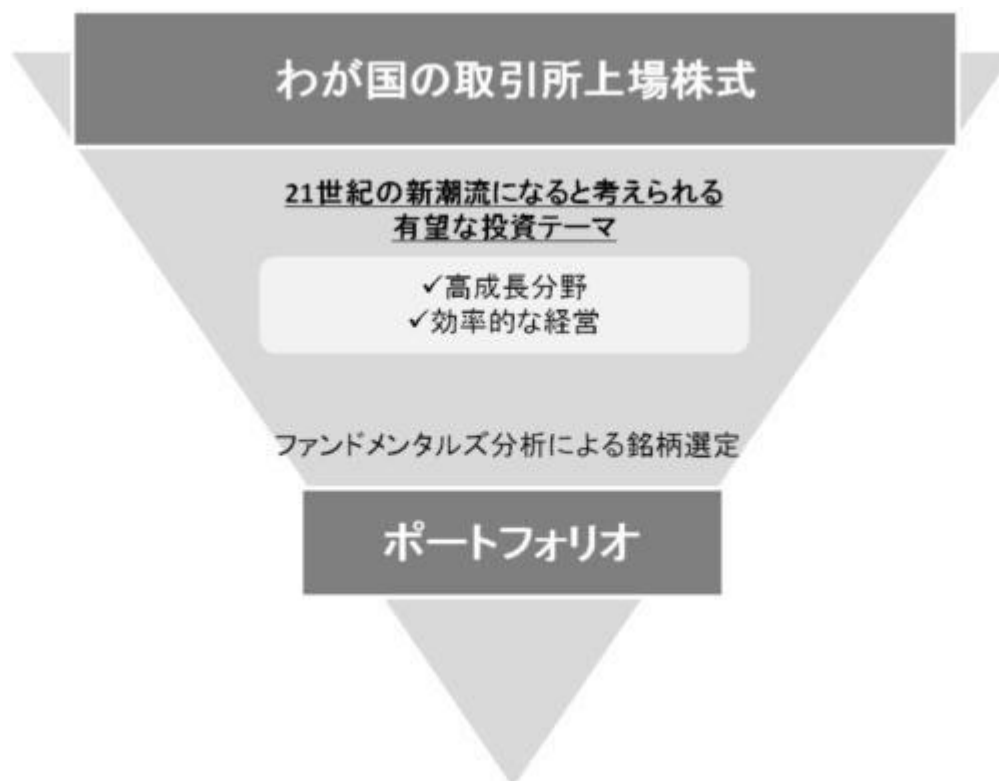 わが国の取引所上場株式
21世紀の新潮流になると考えられる
有望な投資テーマ
✓高成長分野
✓効率的な経営
ファンドメンタルズ分析による銘柄選定
ポートフォリオ